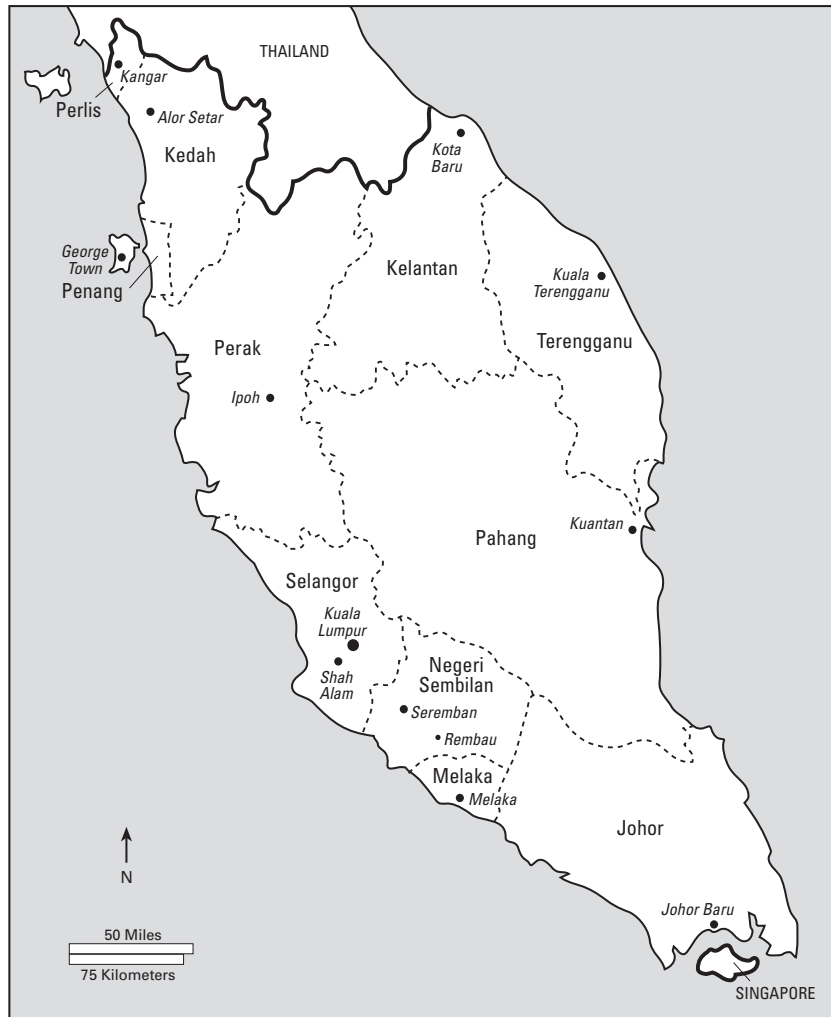 THAILAND
Kangar
Perlis
Alor Setar
Kedah
Kota
Baru
George
Town
Penang
Kelantan
Kuala
Terengganu
Terengganu
Perak
Ipoh
Kuantan
Pahang
Selangor
Kuala
Lumpur
Shah
Alam
Negeri
Sembilan
Seremban
Rembau
Melaka
Melaka
Johor
N
Johor Baru
50 Miles
75 Kilometers
SINGAPORE